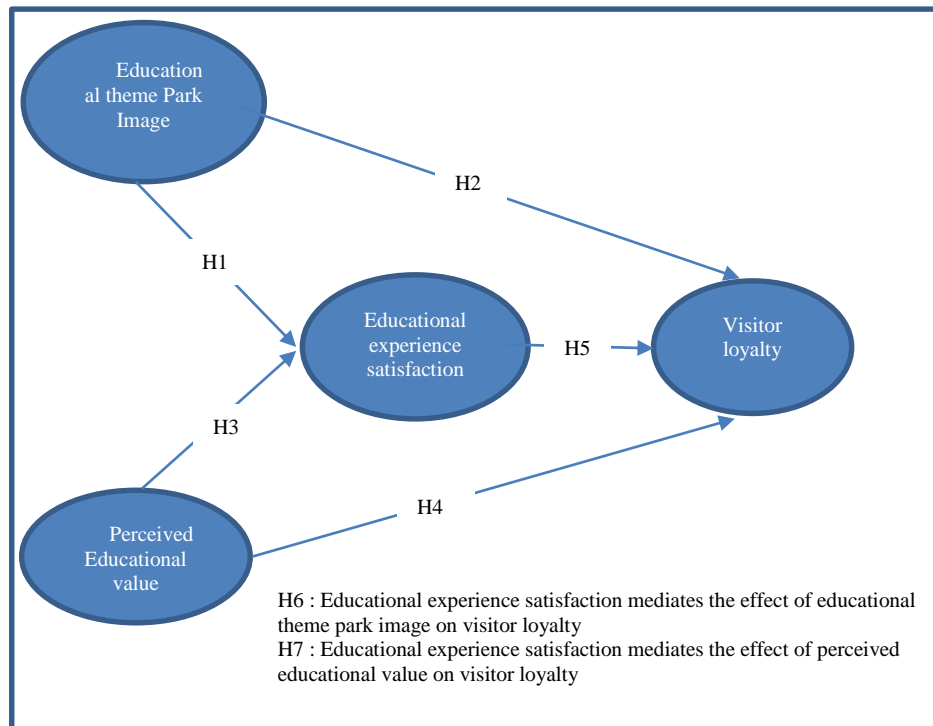 Education
al theme Park
Image
H2
H1
Educational
experience
satisfaction
Visitor
loyalty
H5
H3
H4
Perceived
Educational
value
H6 : Educational experience satisfaction mediates the effect of educational
theme park image on visitor loyalty
H7 : Educational experience satisfaction mediates the effect of perceived
educational value on visitor loyalty